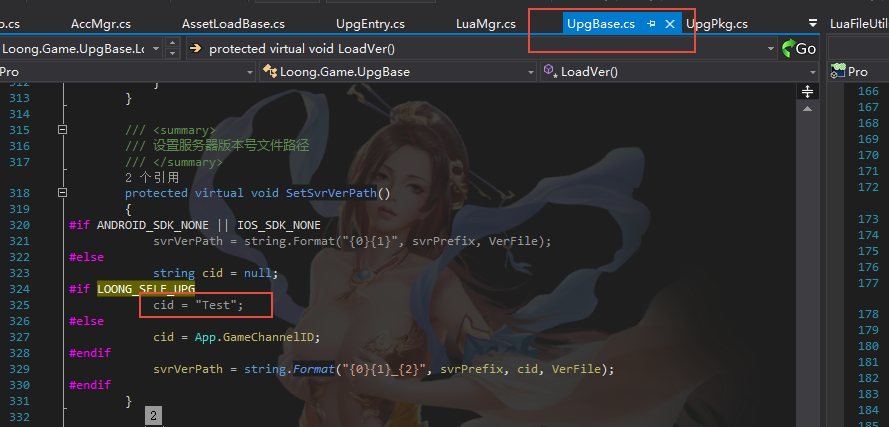 o.cs AccMgr.cs AssetLoadBase.cs UpgEntry.cs LuaMgr.cs UpgBase.cs UpgPkg.cs LuaFileUtil
Loong.Game.UpgBase.Lo protected virtual void LoadVer() Go
Pro Loong.Game.UpgBase LoadVer() Pro
312 }
313 }
314
315 /// <summary>
316 /// 设置服务器版本号文件路径
317 /// </summary>
2 个引用
318 protected virtual void SetSvrVerPath()
319 {
320 #if ANDROID_SDK_NONE || IOS_SDK_NONE
321 svrVerPath = string.Format("{0}{1}", svrPrefix, VerFile);
322 #else
323 string cid = null;
324 #if LOONG_SELF_UPG
325 cid = "Test";
326 #else
327 cid = App.GameChannelID;
328 #endif
329 svrVerPath = string.Format("{0}{1}_{2}", svrPrefix, cid, VerFile);
330 #endif
331 }
332
2
166
167
168
169
170
171
172
173
174
175
176
177
178
179
180
181
182
183
184
185